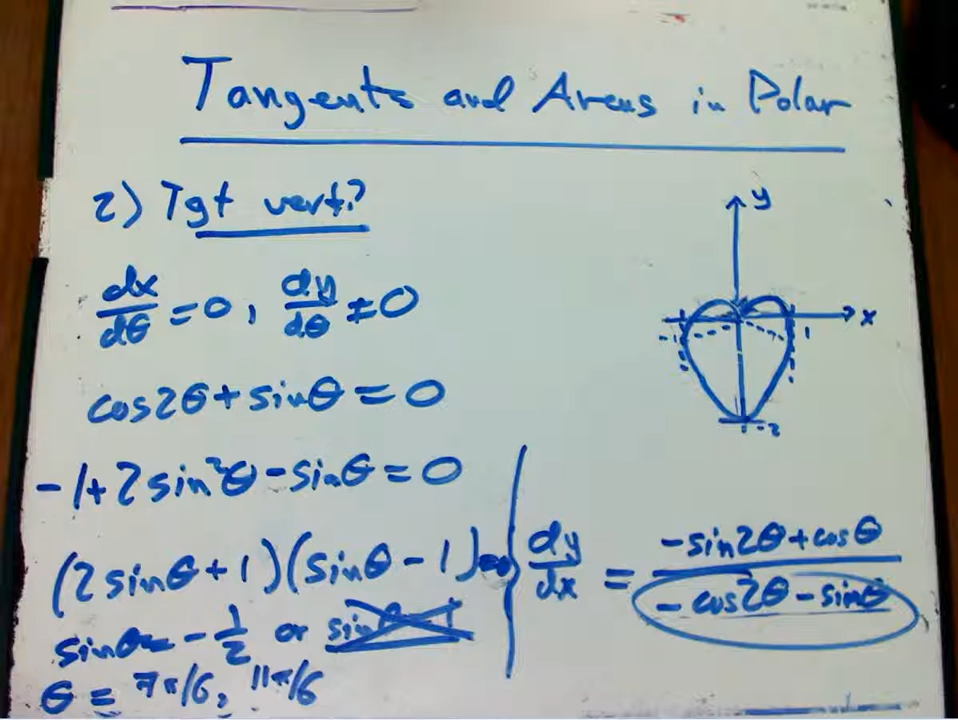 Tangents and Areas in Polar
2) Tgt vert?
dx/dθ = 0, dy/dθ ≠ 0
cos2θ + sinθ = 0
-1 + 2sin²θ - sinθ = 0
(2sinθ + 1)(sinθ - 1) = 0
sinθ = -1/2 or sin
θ = 7π/6, 11π/6
y
x
-1
1
-2
dy/dx = (-sin2θ + cosθ)/(-cos2θ - sinθ)